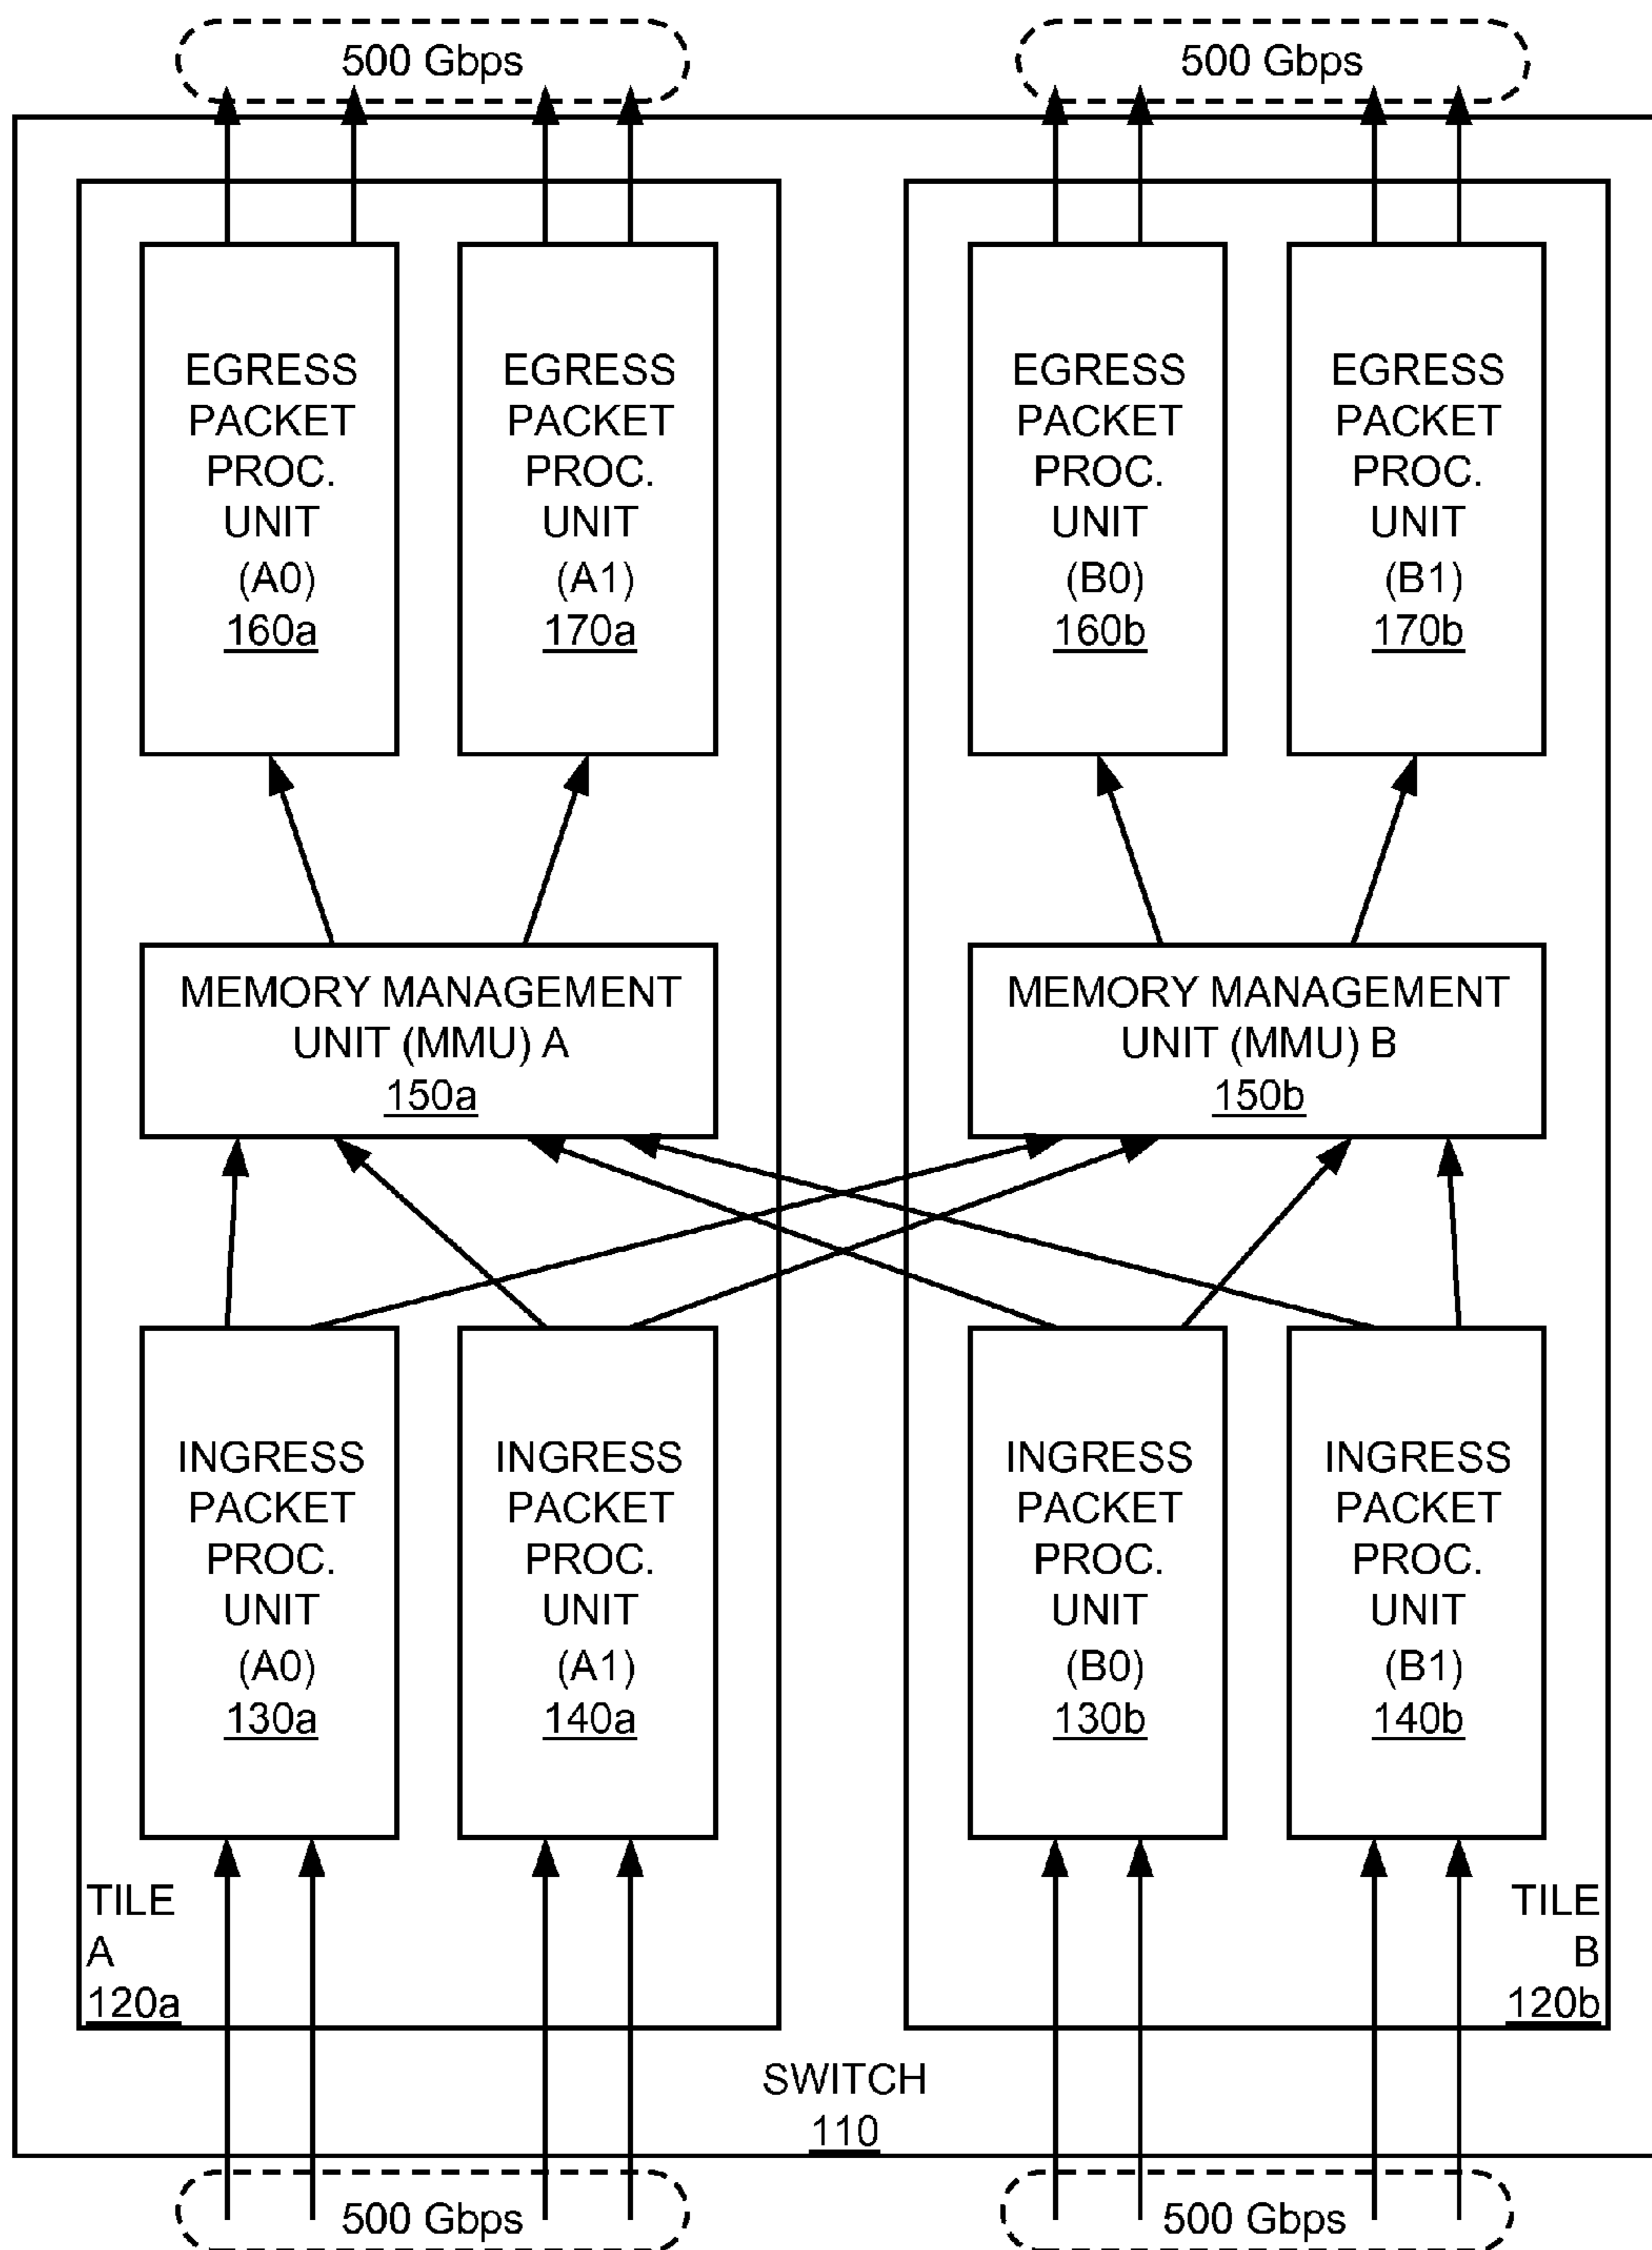 500 Gbps
500 Gbps
EGRESS
PACKET
PROC.
UNIT
(A0)
160a
EGRESS
PACKET
PROC.
UNIT
(A1)
170a
EGRESS
PACKET
PROC.
UNIT
(B0)
160b
EGRESS
PACKET
PROC.
UNIT
(B1)
170b
MEMORY MANAGEMENT
UNIT (MMU) A
150a
MEMORY MANAGEMENT
UNIT (MMU) B
150b
INGRESS
PACKET
PROC.
UNIT
(A0)
130a
INGRESS
PACKET
PROC.
UNIT
(A1)
140a
INGRESS
PACKET
PROC.
UNIT
(B0)
130b
INGRESS
PACKET
PROC.
UNIT
(B1)
140b
TILE
A
120a
TILE
B
120b
SWITCH
110
500 Gbps
500 Gbps